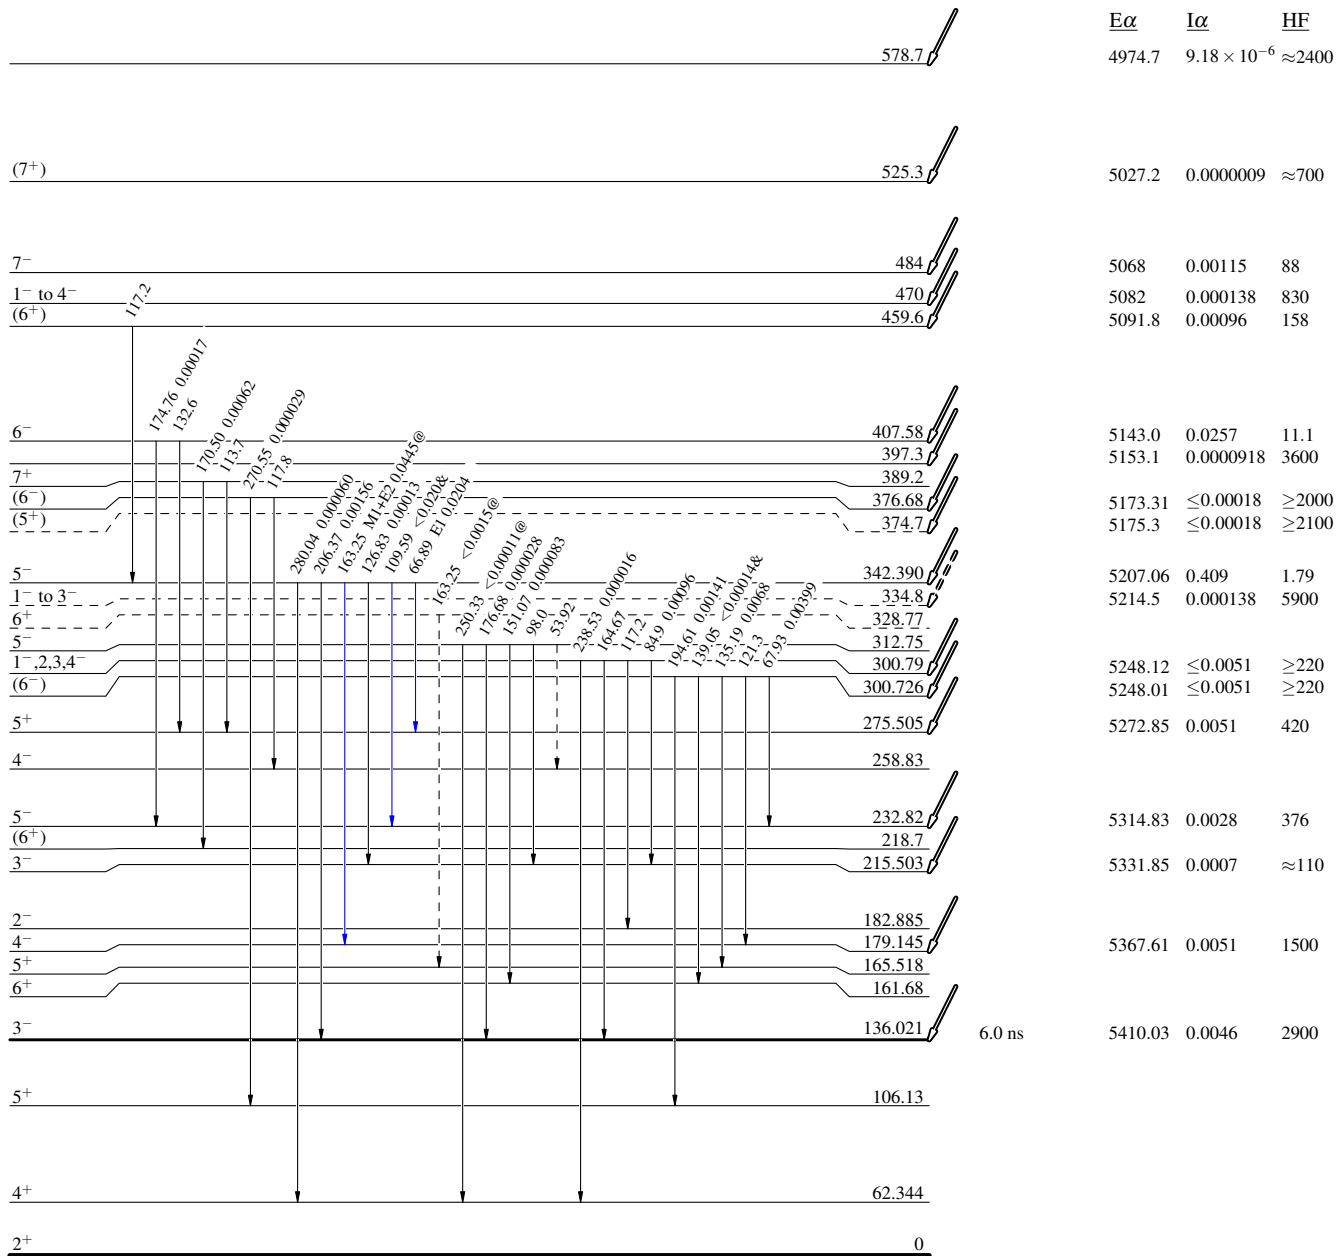 Eα Iα HF
578.7 4974.7 9.18 × 10⁻⁶ ≈2400
(7⁺) 525.3 5027.2 0.0000009 ≈700
7⁻ 484 5068 0.00115 88
1⁻ to 4⁻ 470 5082 0.000138 830
(6⁺) 459.6 5091.8 0.00096 158
117.2
6⁻ 407.58 5143.0 0.0257 11.1
397.3 5153.1 0.0000918 3600
7⁺ 389.2
(6⁻) 376.68 5173.31 ≤0.00018 ≥2000
(5⁺) 374.7 5175.3 ≤0.00018 ≥2100
174.76 0.00017
132.6
170.50 0.00062
113.7
270.55 0.000029
117.8
5⁻ 342.390 5207.06 0.409 1.79
1⁻ to 3⁻ 334.8 5214.5 0.000138 5900
6⁺ 328.77
5⁻ 312.75
1⁻,2,3,4⁻ 300.79 5248.12 ≤0.0051 ≥220
(6⁻) 300.726 5248.01 ≤0.0051 ≥220
280.04 0.000060
206.37 0.00156
163.25 M1+E2 0.0445@
126.83 0.00013
109.59 <0.020&
66.89 E1 0.0204
163.25 <0.0015@
250.33 <0.00011@
176.68 0.000028
151.07 0.000083
98.0
53.92
238.53 0.000016
164.67
117.2
84.9 0.00096
194.61 0.00141
139.05 <0.00014&
135.19 0.0068
121.3
67.93 0.00399
5⁺ 275.505 5272.85 0.0051 420
4⁻ 258.83
5⁻ 232.82 5314.83 0.0028 376
(6⁺) 218.7
3⁻ 215.503 5331.85 0.0007 ≈110
2⁻ 182.885
4⁻ 179.145 5367.61 0.0051 1500
5⁺ 165.518
6⁺ 161.68
3⁻ 136.021 6.0 ns 5410.03 0.0046 2900
5⁺ 106.13
4⁺ 62.344
2⁺ 0